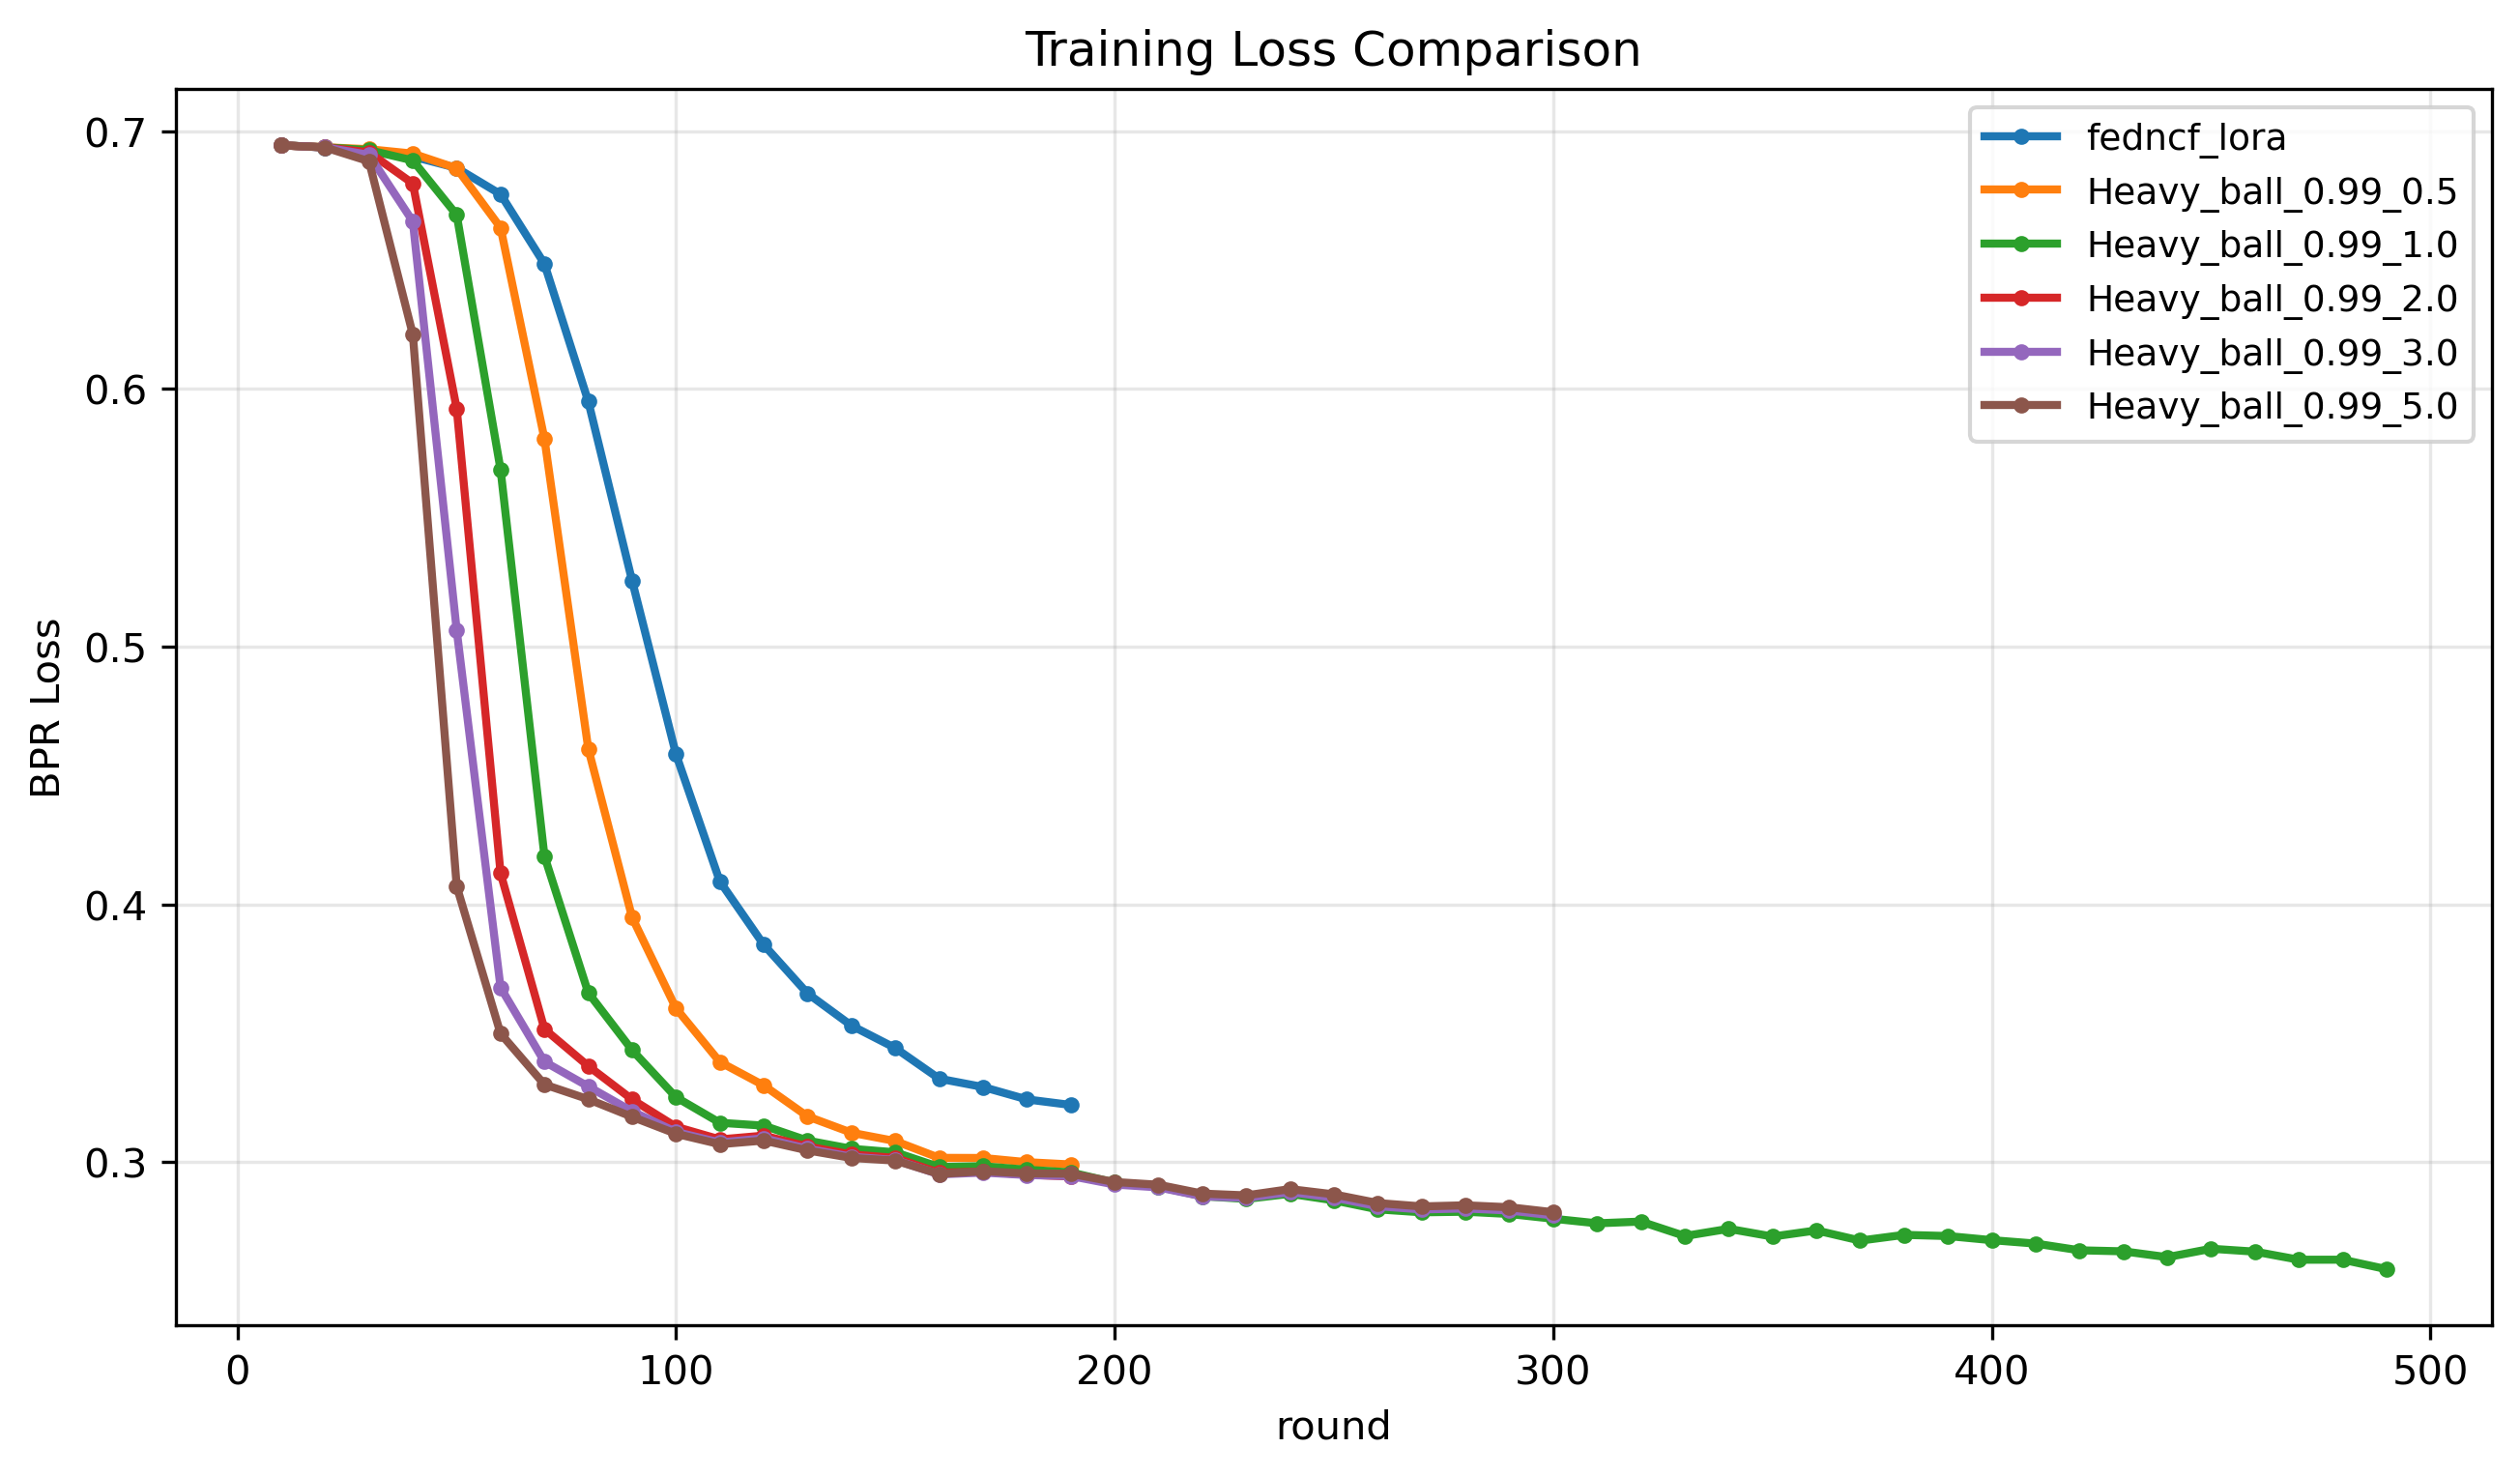 Training Loss Comparison
BPR Loss
0.7
0.6
0.5
0.4
0.3
0
100
200
300
400
500
round
fedncf_lora
Heavy_ball_0.99_0.5
Heavy_ball_0.99_1.0
Heavy_ball_0.99_2.0
Heavy_ball_0.99_3.0
Heavy_ball_0.99_5.0